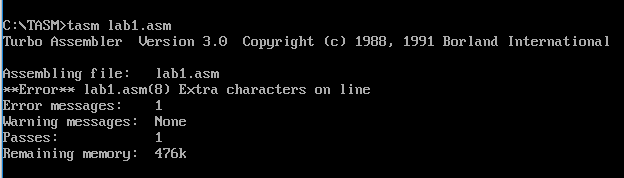 C:\TASM>tasm lab1.asm
Turbo Assembler  Version 3.0  Copyright (c) 1988, 1991 Borland International
Assembling file:   lab1.asm
**Error** lab1.asm(8) Extra characters on line
Error messages:    1
Warning messages:  None
Passes:            1
Remaining memory:  476k